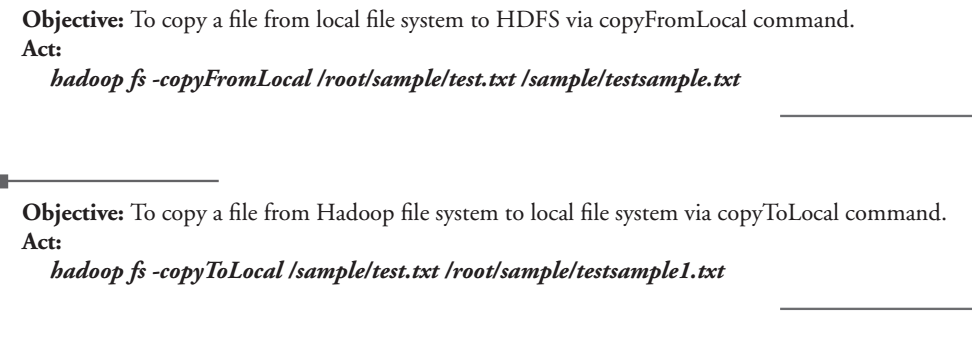 Objective: To copy a file from local file system to HDFS via copyFromLocal command.
Act:
hadoop fs -copyFromLocal /root/sample/test.txt /sample/testsample.txt
Objective: To copy a file from Hadoop file system to local file system via copyToLocal command.
Act:
hadoop fs -copyToLocal /sample/test.txt /root/sample/testsample1.txt